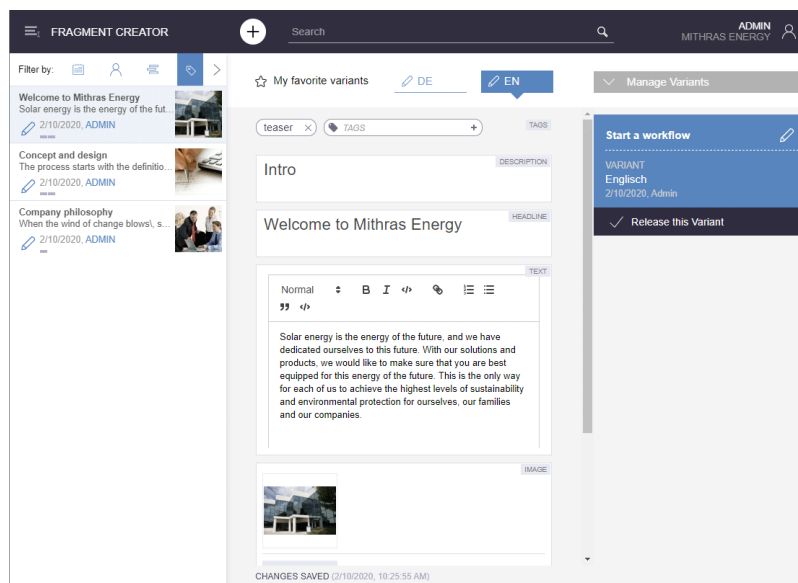 FRAGMENT CREATOR
Search
ADMIN
MITHRAS ENERGY
Filter by:
Welcome to Mithras Energy
Solar energy is the energy of the fut...
2/10/2020, ADMIN
Concept and design
The process starts with the definitio...
2/10/2020, ADMIN
Company philosophy
When the wind of change blows\, s...
2/10/2020, ADMIN
My favorite variants
DE
EN
teaser
TAGS
TAGS
DESCRIPTION
Intro
HEADLINE
Welcome to Mithras Energy
TEXT
Normal
Solar energy is the energy of the future, and we have
dedicated ourselves to this future. With our solutions and
products, we would like to make sure that you are best
equipped for this energy of the future. This is the only way
for each of us to achieve the highest levels of sustainability
and environmental protection for ourselves, our families
and our companies.
IMAGE
CHANGES SAVED (2/10/2020, 10:25:55 AM)
Manage Variants
Start a workflow
VARIANT
Englisch
2/10/2020, Admin
Release this Variant